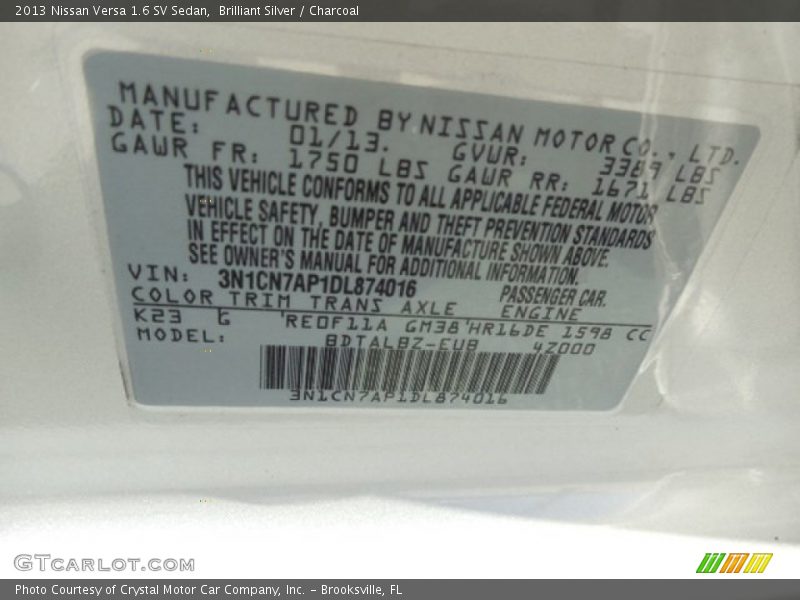 2013 Nissan Versa 1.6 SV Sedan,  Brilliant Silver / Charcoal
MANUFACTURED BY NISSAN MOTOR CO., LTD.
DATE: 01/13. GVWR: 3389 LBS
GAWR FR: 1750 LBS GAWR RR: 1671 LBS
THIS VEHICLE CONFORMS TO ALL APPLICABLE FEDERAL MOTOR
VEHICLE SAFETY, BUMPER AND THEFT PREVENTION STANDARDS
IN EFFECT ON THE DATE OF MANUFACTURE SHOWN ABOVE.
SEE OWNER'S MANUAL FOR ADDITIONAL INFORMATION.
VIN: 3N1CN7AP1DL874016 PASSENGER CAR.
COLOR TRIM TRANS AXLE ENGINE
K23 G RE0F11A GM38 HR16DE 1598 CC
MODEL: BDTALBZ-EUB 4Z000
3N1CN7AP1DL874016
GTCARLOT.COM
Photo Courtesy of Crystal Motor Car Company, Inc. – Brooksville, FL